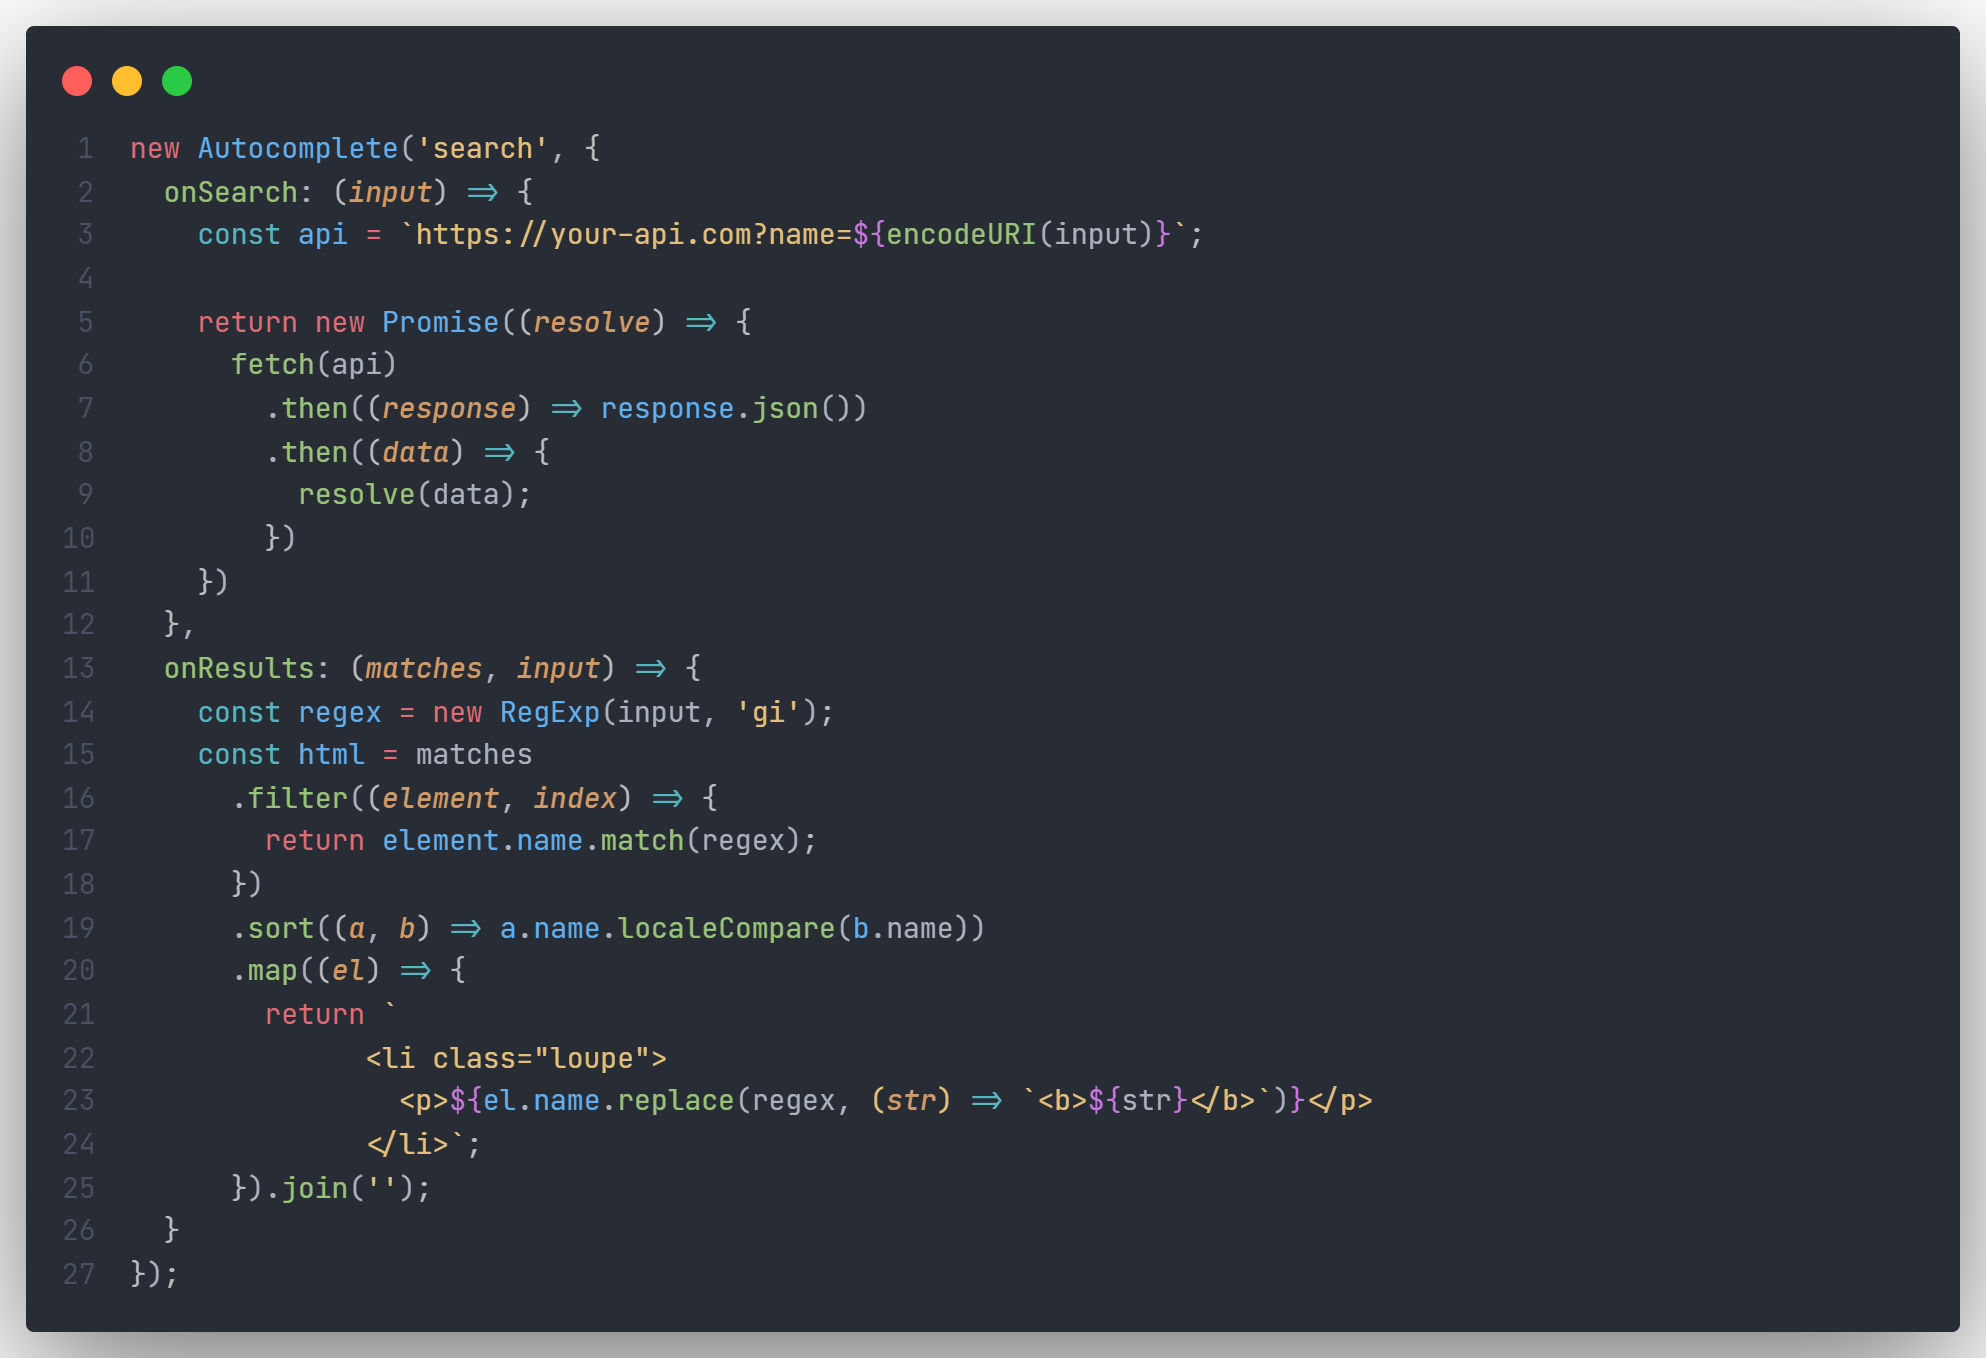 1 new Autocomplete('search', {
2   onSearch: (input) => {
3     const api = `https://your-api.com?name=${encodeURI(input)}`;
4
5     return new Promise((resolve) => {
6       fetch(api)
7         .then((response) => response.json())
8         .then((data) => {
9           resolve(data);
10         })
11     })
12   },
13   onResults: (matches, input) => {
14     const regex = new RegExp(input, 'gi');
15     const html = matches
16       .filter((element, index) => {
17         return element.name.match(regex);
18       })
19       .sort((a, b) => a.name.localeCompare(b.name))
20       .map((el) => {
21         return `
22               <li class="loupe">
23                 <p>${el.name.replace(regex, (str) => `<b>${str}</b>`)}</p>
24               </li>`;
25       }).join('');
26   }
27 });